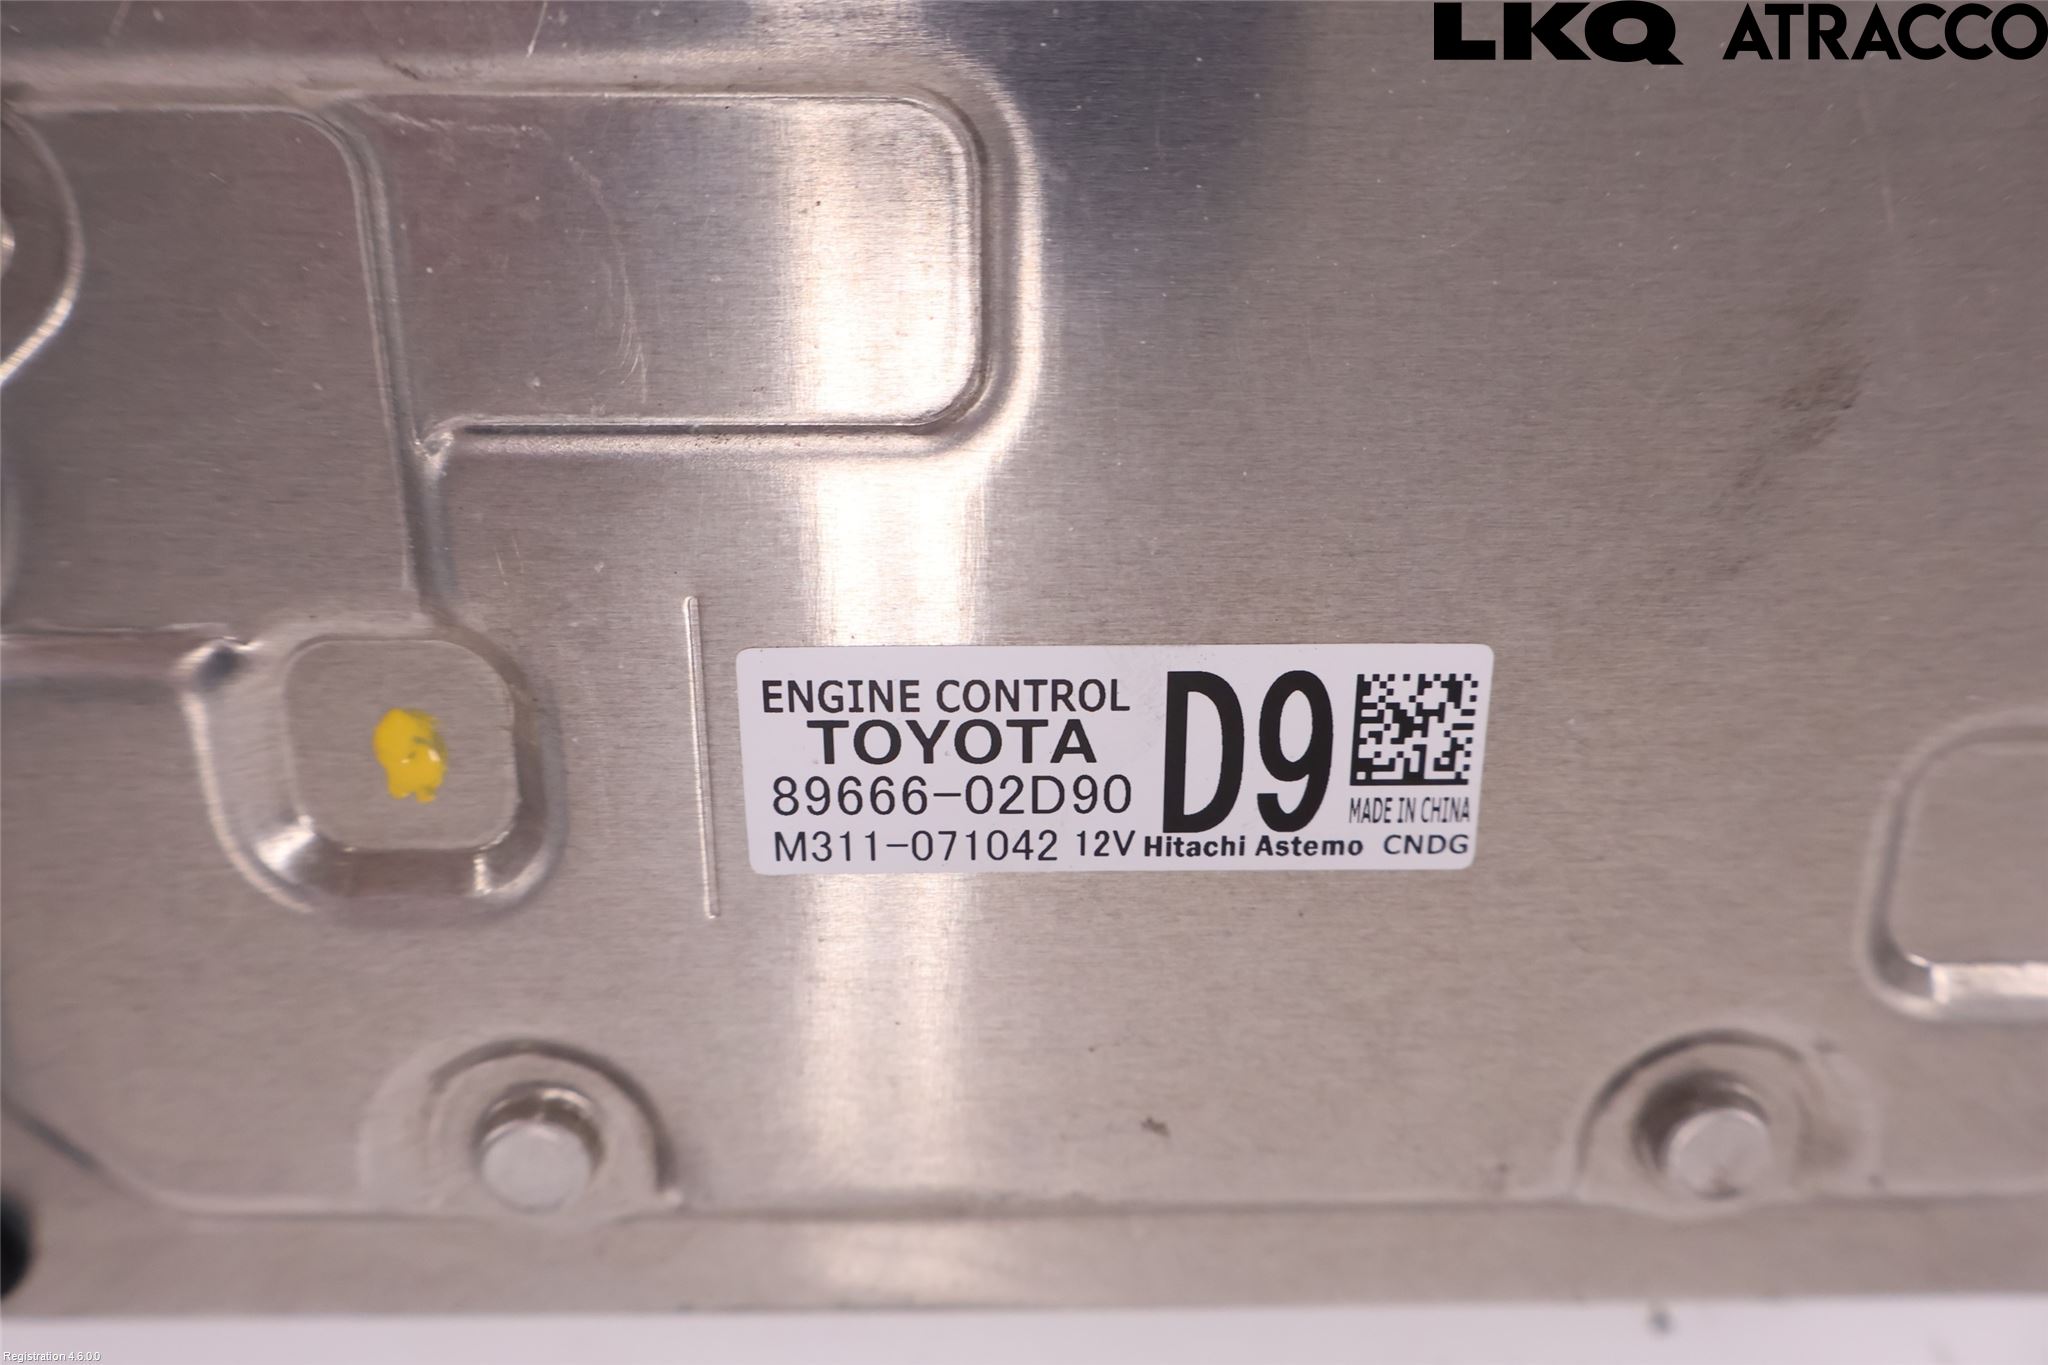 LKQ ATRACCO
ENGINE CONTROL
TOYOTA
89666-02D90
D9
MADE IN CHINA
M311-071042 12V Hitachi Astemo CNDG
Registration 4.6.0.0